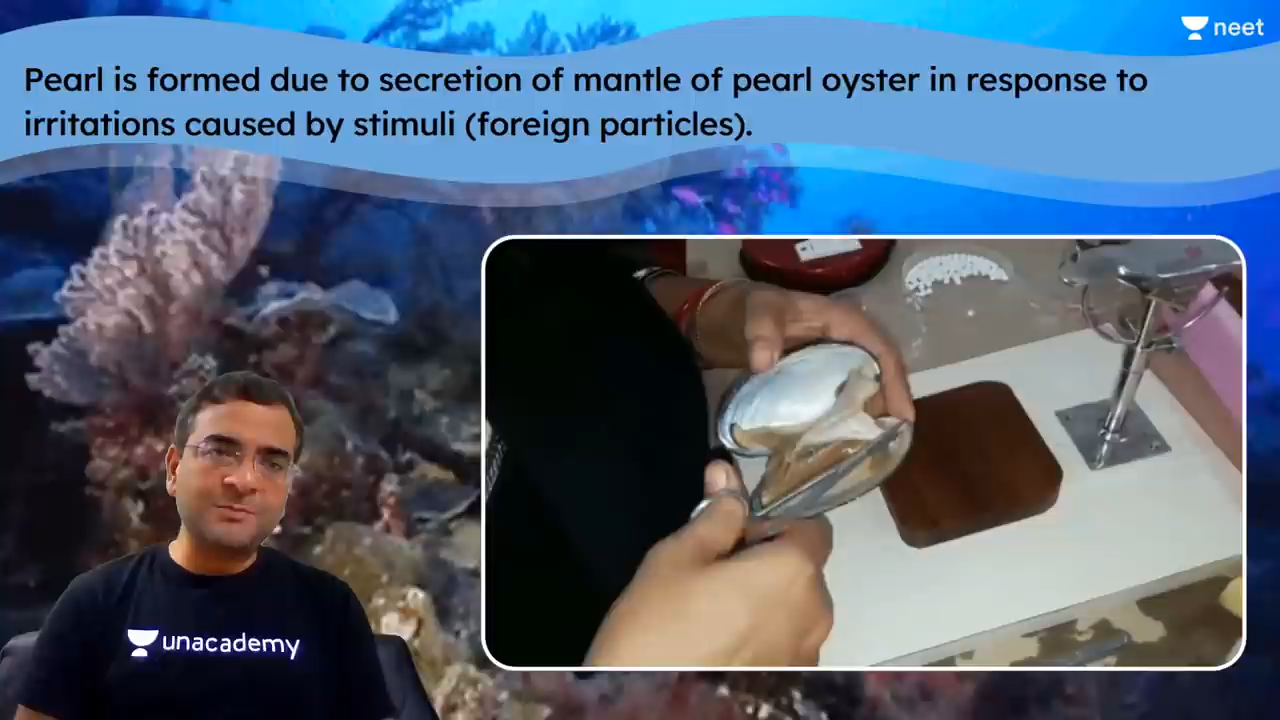 neet
Pearl is formed due to secretion of mantle of pearl oyster in response to
irritations caused by stimuli (foreign particles).
unacademy